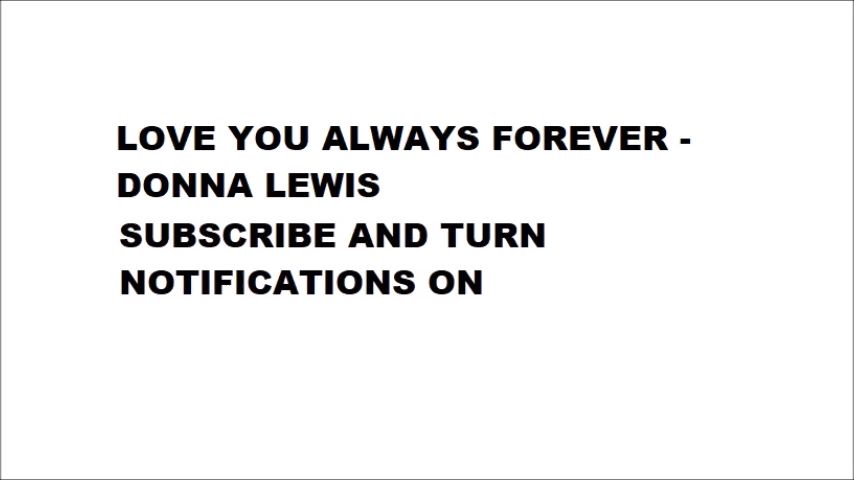 LOVE YOU ALWAYS FOREVER -
DONNA LEWIS
SUBSCRIBE AND TURN
NOTIFICATIONS ON